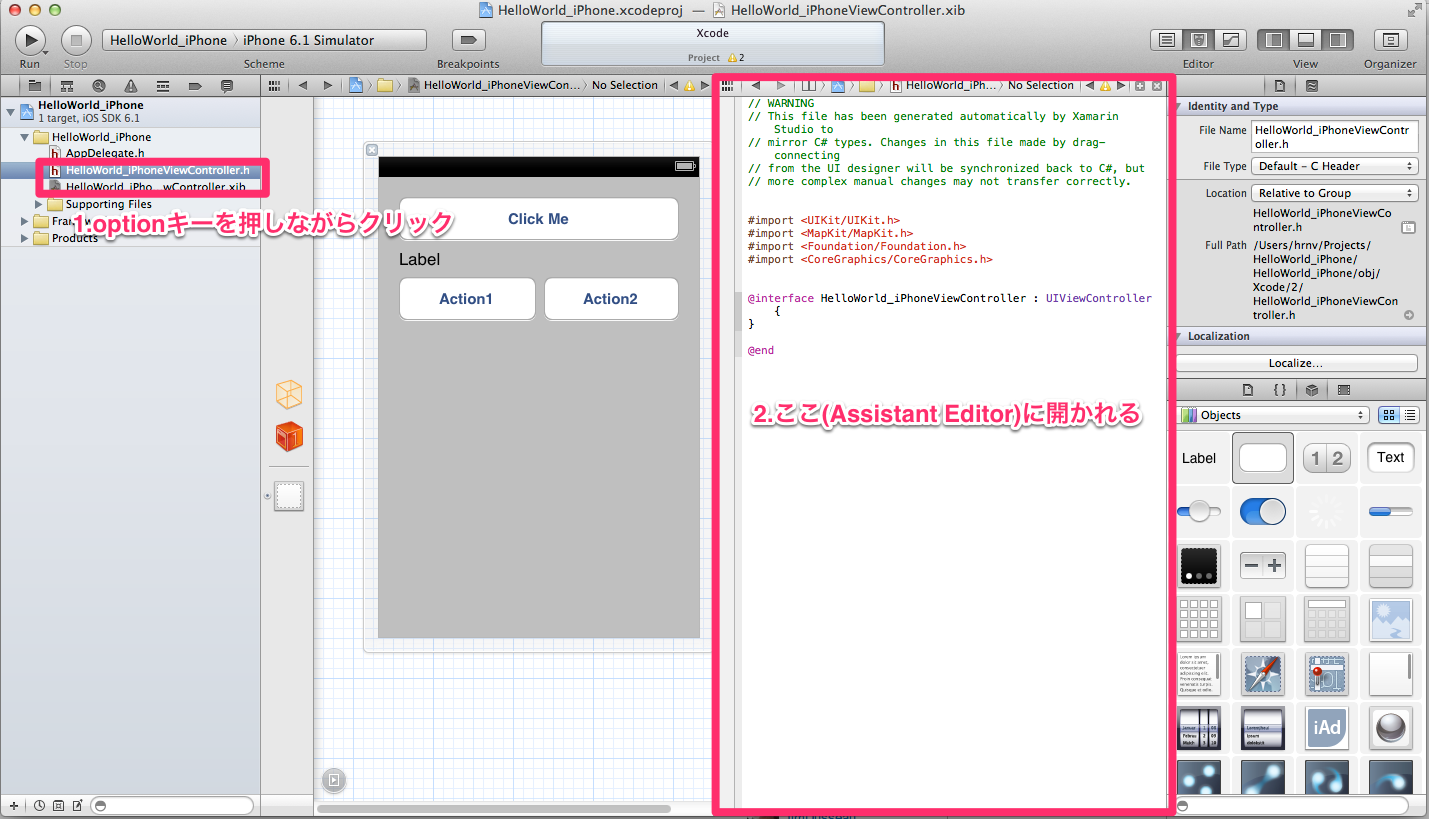 HelloWorld_iPhone.xcodeproj — HelloWorld_iPhoneViewController.xib
HelloWorld_iPhone 〉 iPhone 6.1 Simulator
Xcode
Project 2
Run
Stop
Scheme
Breakpoints
Editor
View
Organizer
HelloWorld_iPhone
1 target, iOS SDK 6.1
HelloWorld_iPhone
h AppDelegate.h
h HelloWorld_iPhoneViewController.h
HelloWorld_iPho...wController.xib
Supporting Files
Products
1.optionキーを押しながらクリック
HelloWorld_iPhoneViewCon... 〉 No Selection
Click Me
Label
Action1
Action2
h HelloWorld_iPh... 〉 No Selection
// WARNING
// This file has been generated automatically by Xamarin
Studio to
// mirror C# types. Changes in this file made by drag-
connecting
// from the UI designer will be synchronized back to C#, but
// more complex manual changes may not transfer correctly.
#import <UIKit/UIKit.h>
#import <MapKit/MapKit.h>
#import <Foundation/Foundation.h>
#import <CoreGraphics/CoreGraphics.h>
@interface HelloWorld_iPhoneViewController : UIViewController
{
}
@end
2.ここ(Assistant Editor)に開かれる
Identity and Type
File Name HelloWorld_iPhoneViewContr
oller.h
File Type Default - C Header
Location Relative to Group
HelloWorld_iPhoneViewCo
ntroller.h
Full Path /Users/hrnv/Projects/
HelloWorld_iPhone/
HelloWorld_iPhone/obj/
Xcode/2/
HelloWorld_iPhoneViewCon
troller.h
Localization
Localize...
{ }
Objects
Label
1 2
Text
iAd